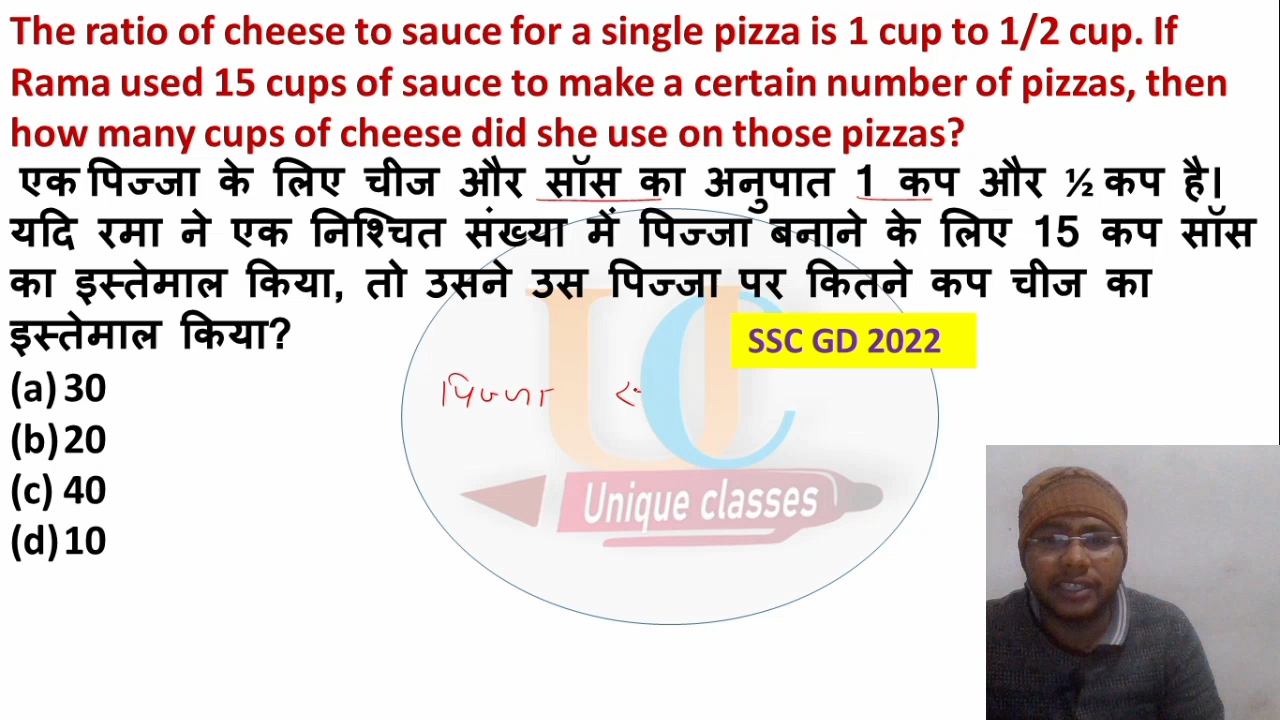 The ratio of cheese to sauce for a single pizza is 1 cup to 1/2 cup. If
Rama used 15 cups of sauce to make a certain number of pizzas, then
how many cups of cheese did she use on those pizzas?
एक पिज्जा के लिए चीज और सॉस का अनुपात 1 कप और ½ कप है।
यदि रमा ने एक निश्चित संख्या में पिज्जा बनाने के लिए 15 कप सॉस
का इस्तेमाल किया, तो उसने उस पिज्जा पर कितने कप चीज का
इस्तेमाल किया?
SSC GD 2022
(a) 30
पिज्जा
(b) 20
(c) 40
(d) 10
UC
Unique classes